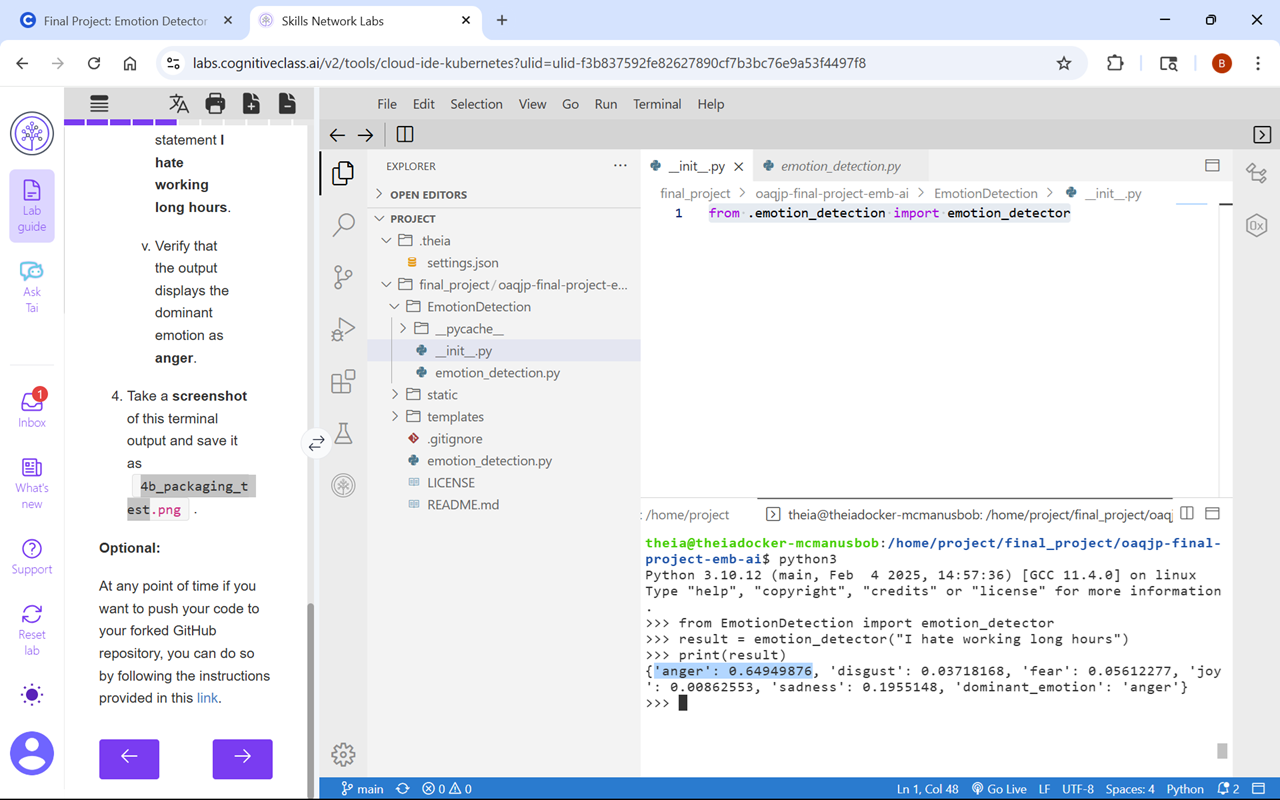 Final Project: Emotion Detector
Skills Network Labs
labs.cognitiveclass.ai/v2/tools/cloud-ide-kubernetes?ulid=ulid-f3b837592fe82627890cf7b3bc76e9a53f4497f8
B
Lab
guide
Ask
Tai
1
Inbox
What's
new
Support
Reset
lab
statement I
hate
working
long hours.
v. Verify that
the output
displays the
dominant
emotion as
anger.
4. Take a screenshot
of this terminal
output and save it
as
4b_packaging_t
est.png .
Optional:
At any point of time if you
want to push your code to
your forked GitHub
repository, you can do so
by following the instructions
provided in this link.
File Edit Selection View Go Run Terminal Help
EXPLORER
OPEN EDITORS
PROJECT
.theia
settings.json
final_project / oaqjp-final-project-e...
EmotionDetection
__pycache__
__init__.py
emotion_detection.py
static
templates
.gitignore
emotion_detection.py
LICENSE
README.md
__init__.py
emotion_detection.py
final_project > oaqjp-final-project-emb-ai > EmotionDetection > __init__.py
1 from .emotion_detection import emotion_detector
0x
: /home/project
theia@theiadocker-mcmanusbob: /home/project/final_project/oaqj
theia@theiadocker-mcmanusbob:/home/project/final_project/oaqjp-final-
project-emb-ai$ python3
Python 3.10.12 (main, Feb  4 2025, 14:57:36) [GCC 11.4.0] on linux
Type "help", "copyright", "credits" or "license" for more information
.
>>> from EmotionDetection import emotion_detector
>>> result = emotion_detector("I hate working long hours")
>>> print(result)
{'anger': 0.64949876, 'disgust': 0.03718168, 'fear': 0.05612277, 'joy
': 0.00862553, 'sadness': 0.1955148, 'dominant_emotion': 'anger'}
>>>
main 0 0 Ln 1, Col 48 Go Live LF UTF-8 Spaces: 4 Python 2